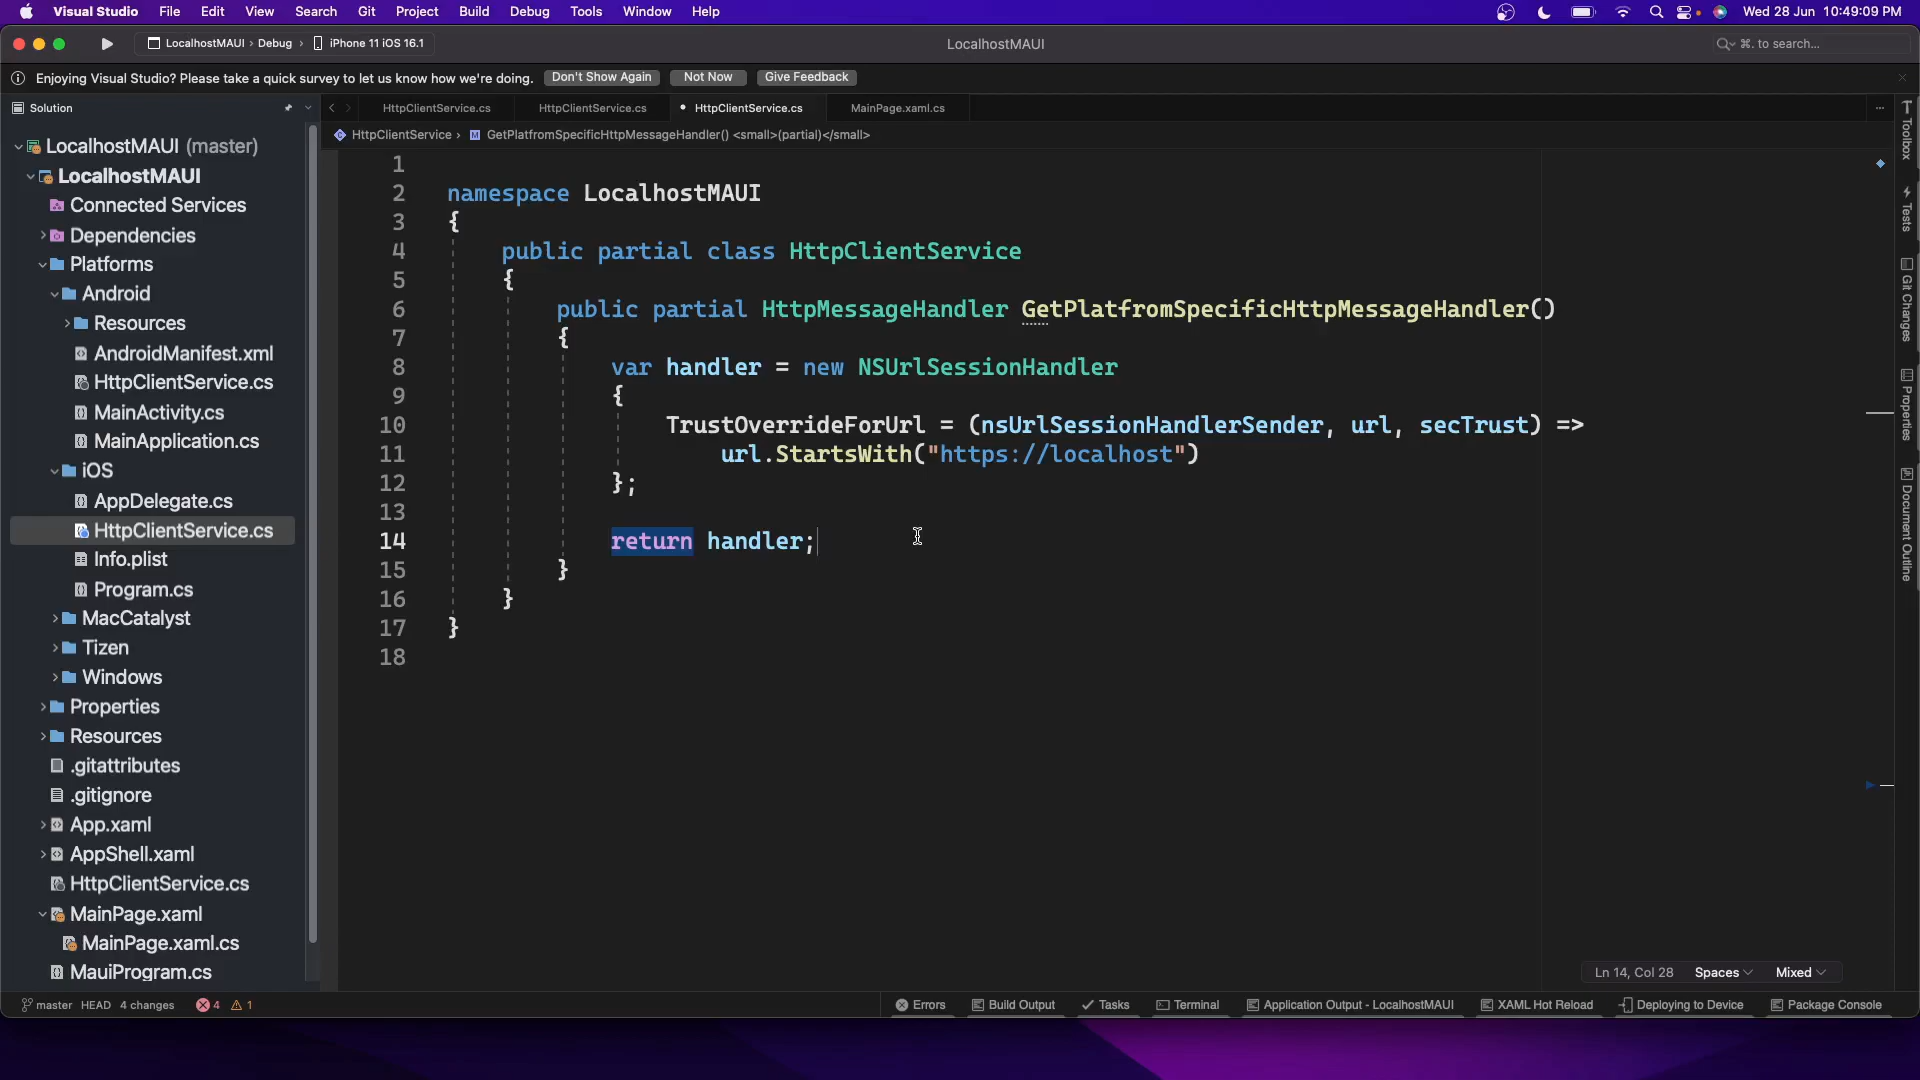 Visual Studio File Edit View Search Git Project Build Debug Tools Window Help Wed 28 Jun 10:49:09 PM
LocalhostMAUI › Debug › iPhone 11 iOS 16.1 LocalhostMAUI ⌘. to search...
Enjoying Visual Studio? Please take a quick survey to let us know how we're doing. Don't Show Again Not Now Give Feedback
Solution
HttpClientService.cs HttpClientService.cs HttpClientService.cs MainPage.xaml.cs
HttpClientService › GetPlatfromSpecificHttpMessageHandler() <small>(partial)</small>
LocalhostMAUI (master)
LocalhostMAUI
Connected Services
Dependencies
Platforms
Android
Resources
AndroidManifest.xml
HttpClientService.cs
MainActivity.cs
MainApplication.cs
iOS
AppDelegate.cs
HttpClientService.cs
Info.plist
Program.cs
MacCatalyst
Tizen
Windows
Properties
Resources
.gitattributes
.gitignore
App.xaml
AppShell.xaml
HttpClientService.cs
MainPage.xaml
MainPage.xaml.cs
MauiProgram.cs
1
2 namespace LocalhostMAUI
3 {
4 public partial class HttpClientService
5 {
6 public partial HttpMessageHandler GetPlatfromSpecificHttpMessageHandler()
7 {
8 var handler = new NSUrlSessionHandler
9 {
10 TrustOverrideForUrl = (nsUrlSessionHandlerSender, url, secTrust) =>
11 url.StartsWith("https://localhost")
12 };
13
14 return handler;
15 }
16 }
17 }
18
Toolbox
Tests
Git Changes
Properties
Document Outline
Ln 14, Col 28 Spaces Mixed
master HEAD 4 changes 4 1 Errors Build Output Tasks Terminal Application Output - LocalhostMAUI XAML Hot Reload Deploying to Device Package Console